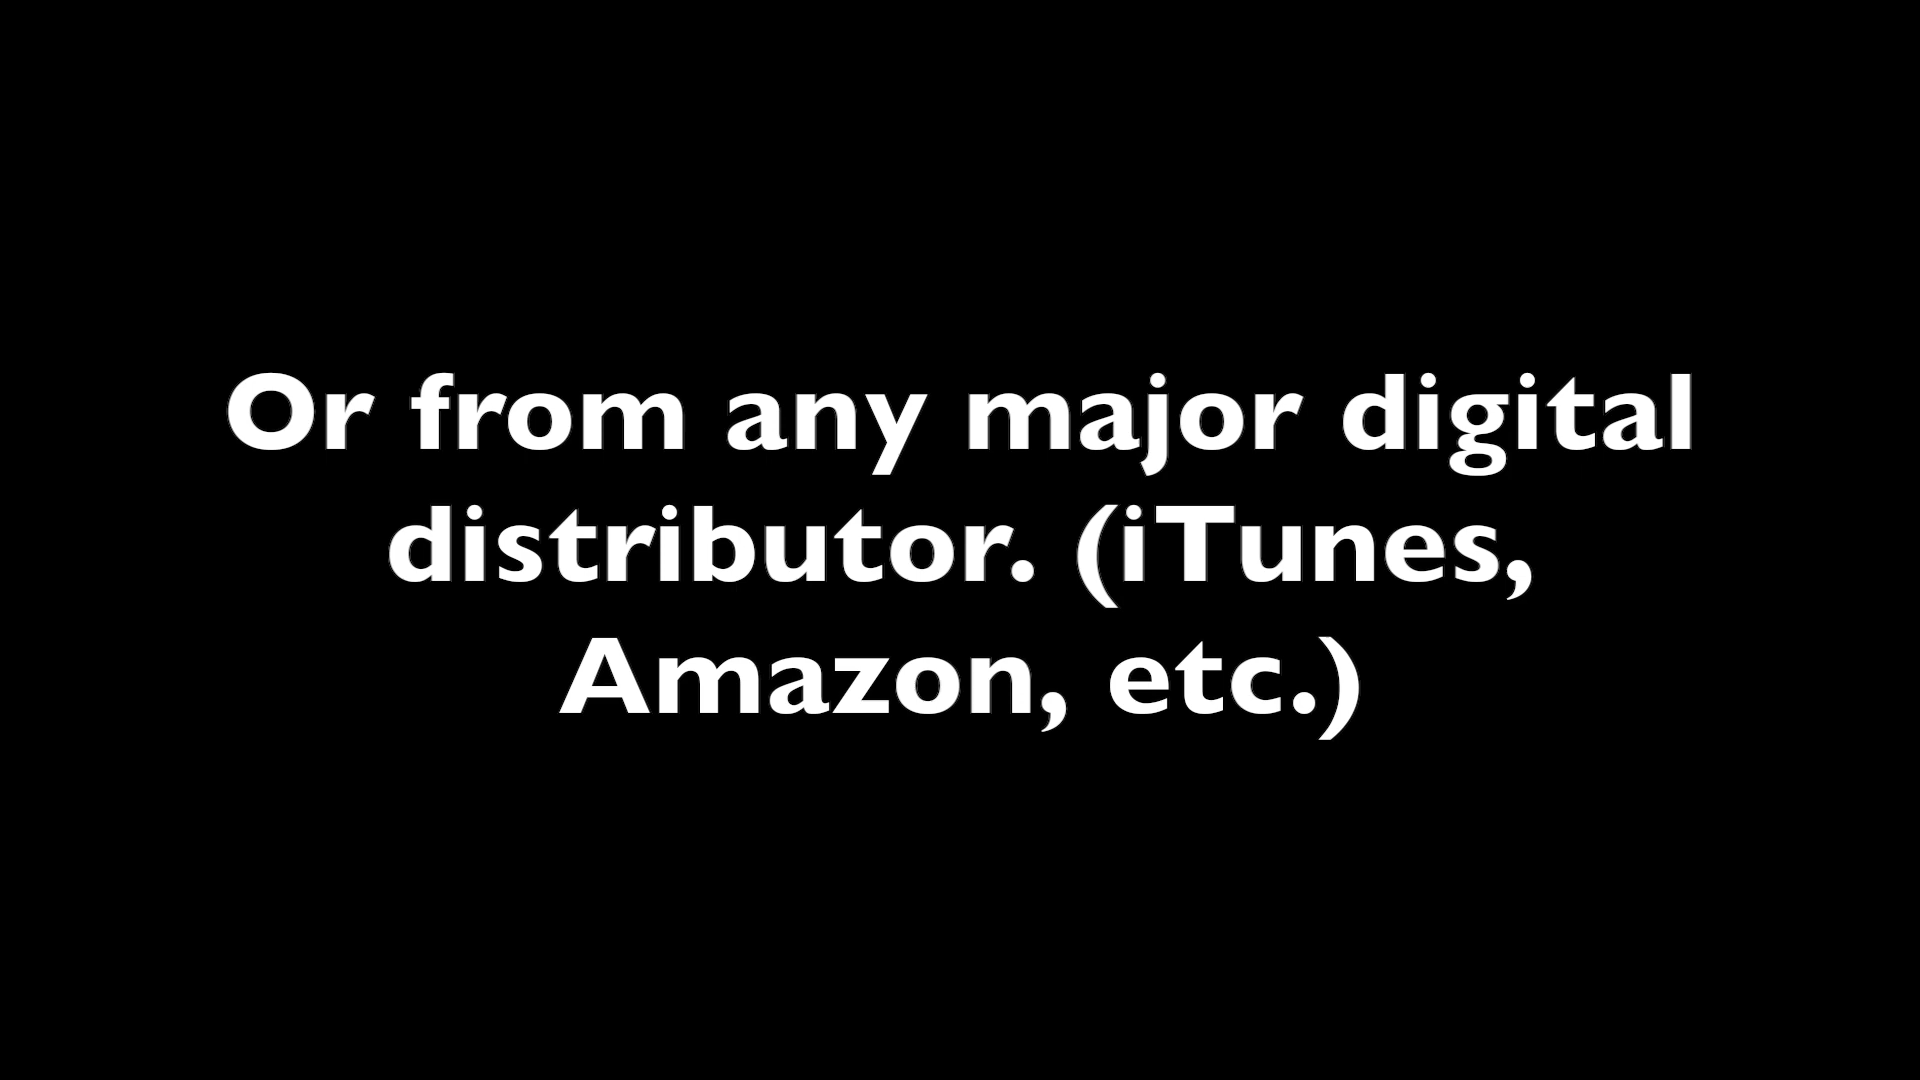 Or from any major digital
distributor. (iTunes,
Amazon, etc.)